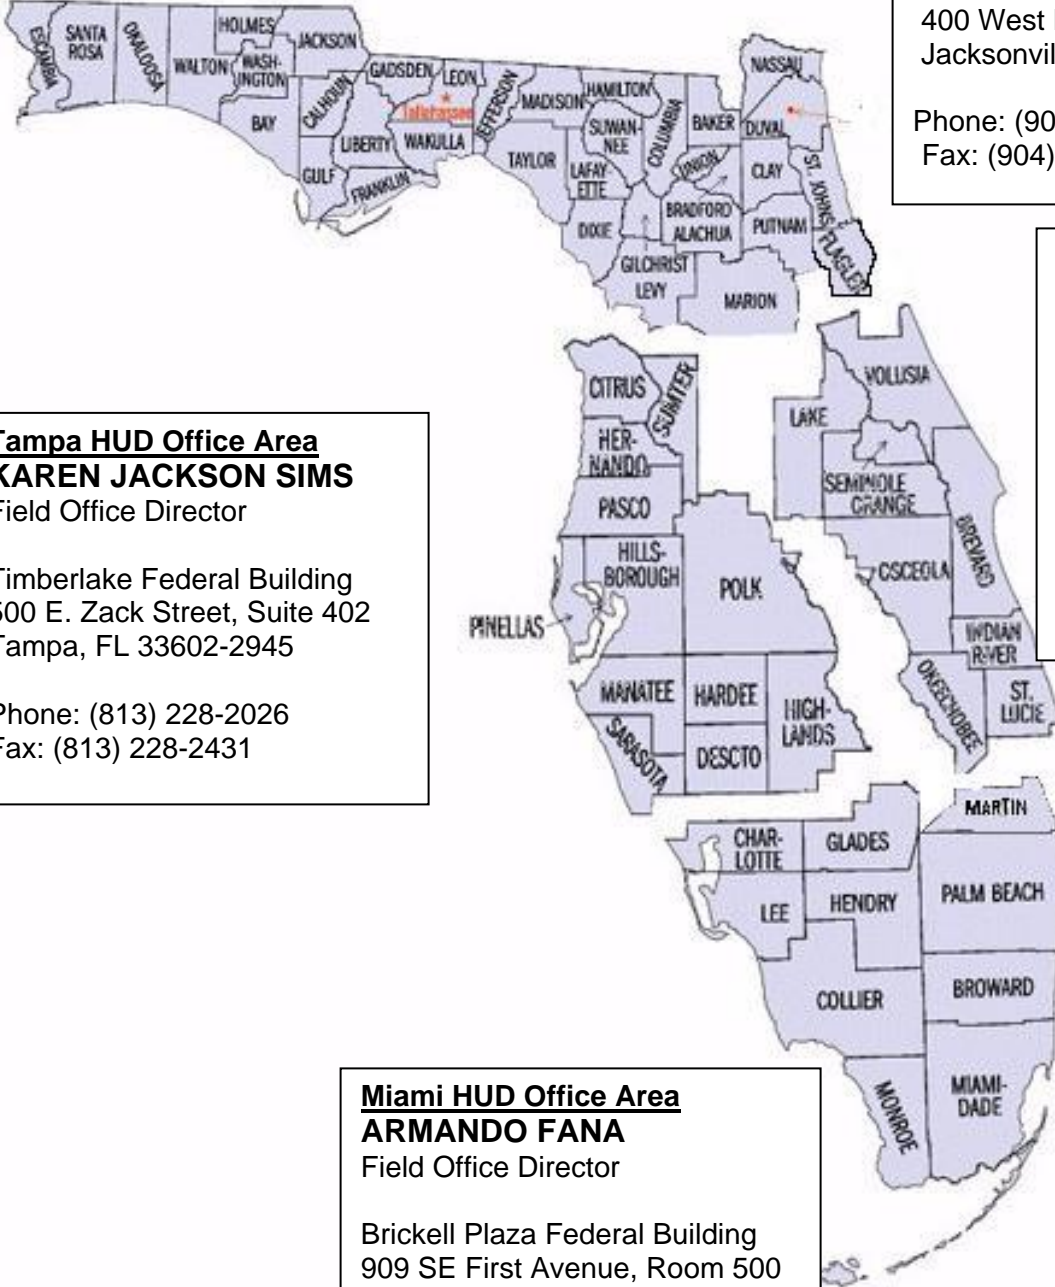 400 West
Jacksonvil
Phone: (90
Fax: (904)
HOLMES
SANTA
ROSA
ESCAMBIA
OKALOOSA
JACKSON
WALTON
WASH-
INGTON
GADSDEN
LEON
NASSAU
BAY
CALHOUN
Tallahassee
JEFFERSON
MADISON
HAMILTON
LIBERTY
WAKULLA
SUWAN-
NEE
COLUMBIA
BAKER
DUVAL
GULF
FRANKLIN
TAYLOR
LAFAY-
ETTE
UNION
CLAY
ST. JOHNS
DIXIE
BRADFORD
ALACHUA
PUTNAM
FLAGLER
GILCHRIST
LEVY
MARION
CITRUS
SUMTER
LAKE
VOLUSIA
HER-
NANDO
SEMINOLE
ORANGE
PASCO
BREVARD
HILLS-
BOROUGH
POLK
OSCEOLA
PINELLAS
INDIAN
RIVER
MANATEE
HARDEE
HIGH-
LANDS
OKEECHOBEE
ST.
LUCIE
SARASOTA
DESCTO
MARTIN
CHAR-
LOTTE
GLADES
LEE
HENDRY
PALM BEACH
COLLIER
BROWARD
MONROE
MIAMI-
DADE
Tampa HUD Office Area
KAREN JACKSON SIMS
Field Office Director
Timberlake Federal Building
500 E. Zack Street, Suite 402
Tampa, FL 33602-2945
Phone: (813) 228-2026
Fax: (813) 228-2431
Miami HUD Office Area
ARMANDO FANA
Field Office Director
Brickell Plaza Federal Building
909 SE First Avenue, Room 500